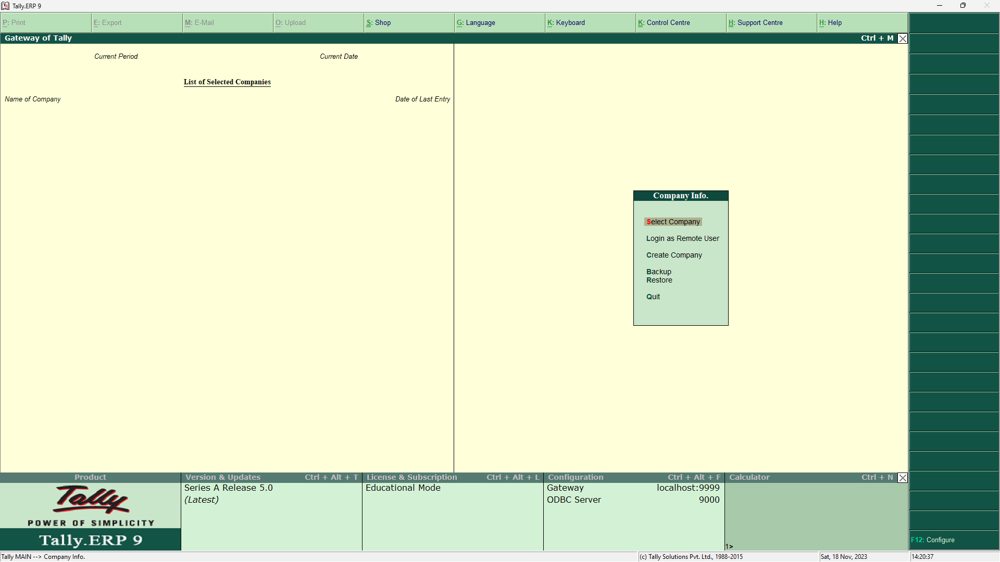 Tally.ERP 9
P: Print E: Export M: E-Mail O: Upload S: Shop G: Language K: Keyboard K: Control Centre H: Support Centre H: Help
Gateway of Tally Ctrl + M
Current Period Current Date
List of Selected Companies
Name of Company Date of Last Entry
Company Info.
Select Company
Login as Remote User
Create Company
Backup
Restore
Quit
Product Version & Updates Ctrl + Alt + T License & Subscription Ctrl + Alt + L Configuration Ctrl + Alt + F Calculator Ctrl + N
Tally
POWER OF SIMPLICITY
Tally.ERP 9
Series A Release 5.0
(Latest)
Educational Mode
Gateway localhost:9999
ODBC Server 9000
1>
F12: Configure
Tally MAIN --> Company Info. (c) Tally Solutions Pvt. Ltd., 1988-2015 Sat, 18 Nov, 2023 14:20:37